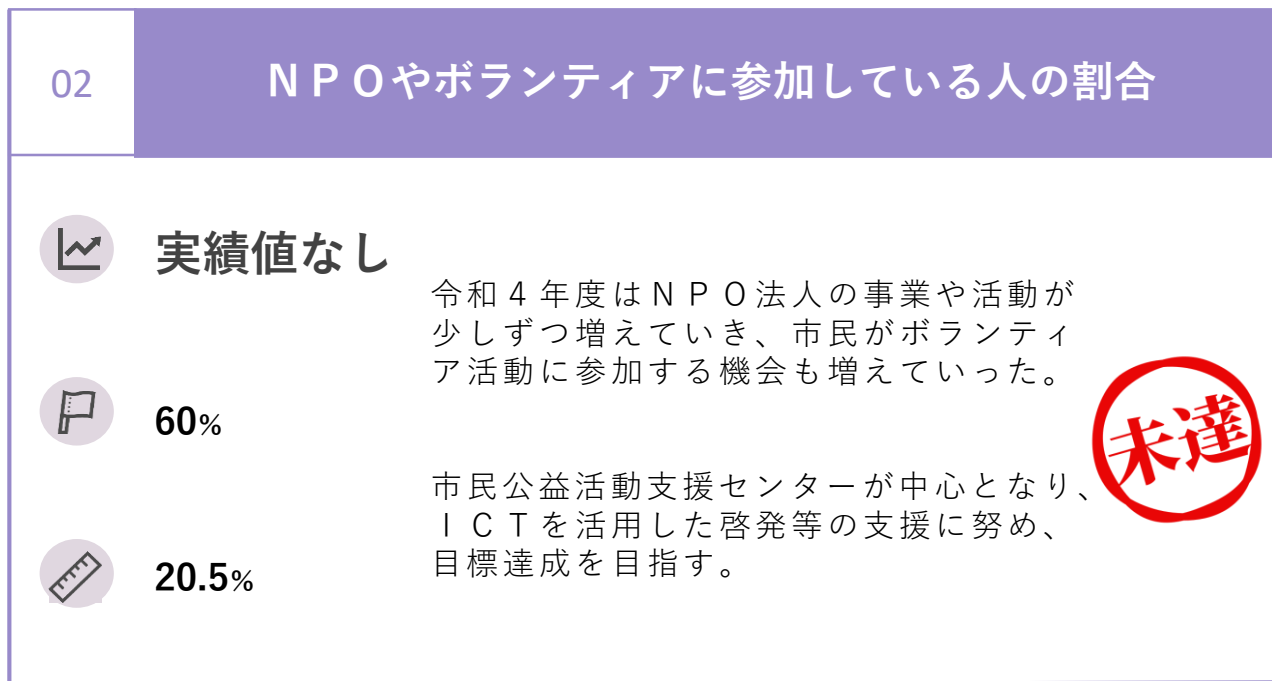 02
ＮＰＯやボランティアに参加している人の割合
実績値なし
令和４年度はＮＰＯ法人の事業や活動が
少しずつ増えていき、市民がボランティ
ア活動に参加する機会も増えていった。
60%
未達
市民公益活動支援センターが中心となり、
ＩＣＴを活用した啓発等の支援に努め、
目標達成を目指す。
20.5%